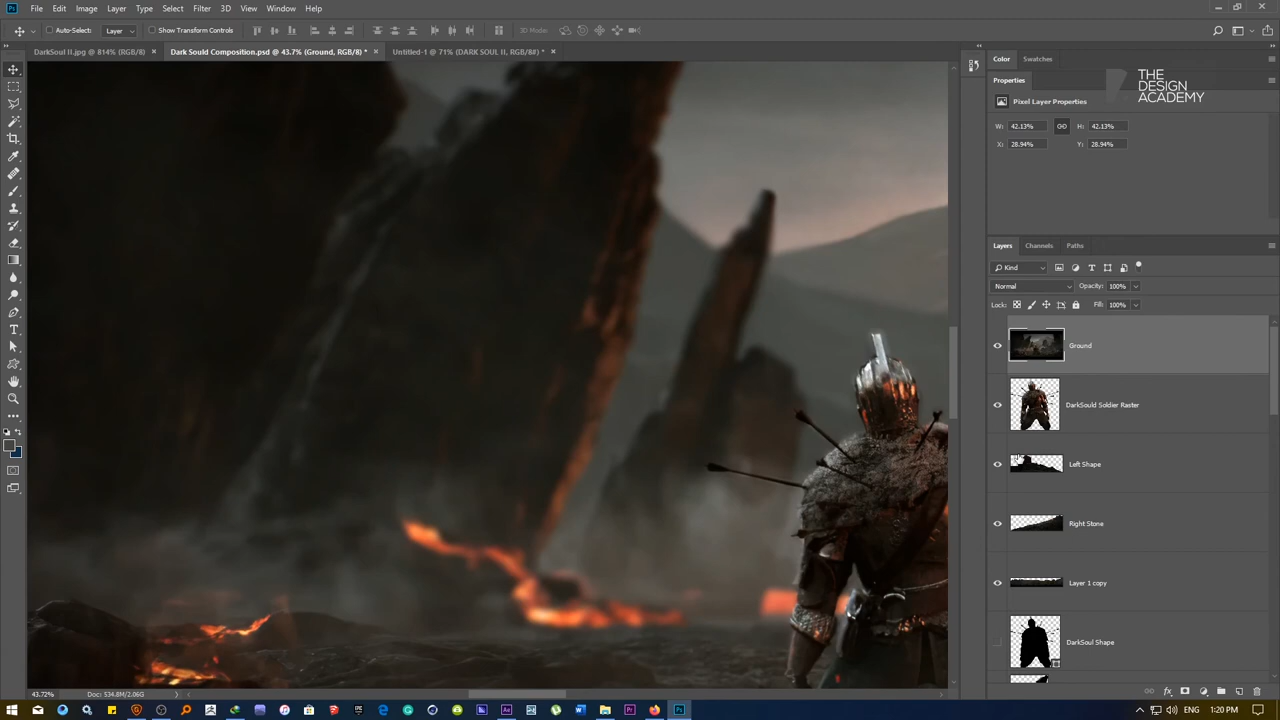 Ps File Edit Image Layer Type Select Filter 3D View Window Help
Auto-Select: Layer Show Transform Controls 3D Mode:
DarkSoul II.jpg @ 814% (RGB/8) × Dark Sould Composition.psd @ 43.7% (Ground, RGB/8) * × Untitled-1 @ 71% (DARK SOUL II, RGB/8#) * ×
Color Swatches
Properties
THE
DESIGN
ACADEMY
Pixel Layer Properties
W: 42.13% H: 42.13%
X: 28.94% Y: 28.94%
Layers Channels Paths
Kind
Normal Opacity: 100%
Lock: Fill: 100%
Ground
DarkSould Soldier Raster
Left Shape
Right Stone
Layer 1 copy
DarkSoul Shape
43.72% Doc: 534.8M/2.06G
Ae Pr Ps 1:20 PM